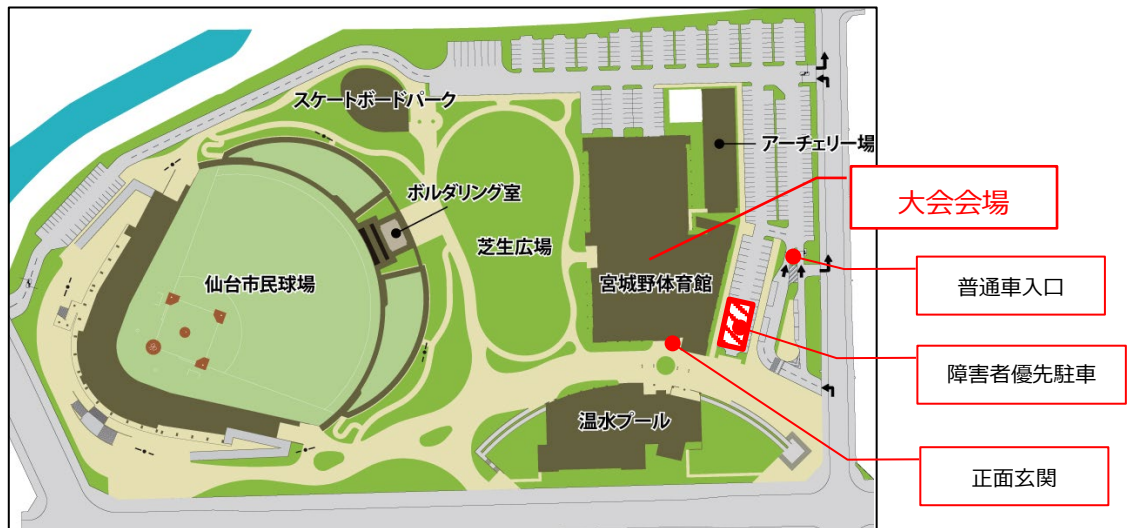 スケートボードパーク
アーチェリー場
ボルダリング室
大会会場
芝生広場
仙台市民球場
宮城野体育館
普通車入口
障害者優先駐車
温水プール
正面玄関